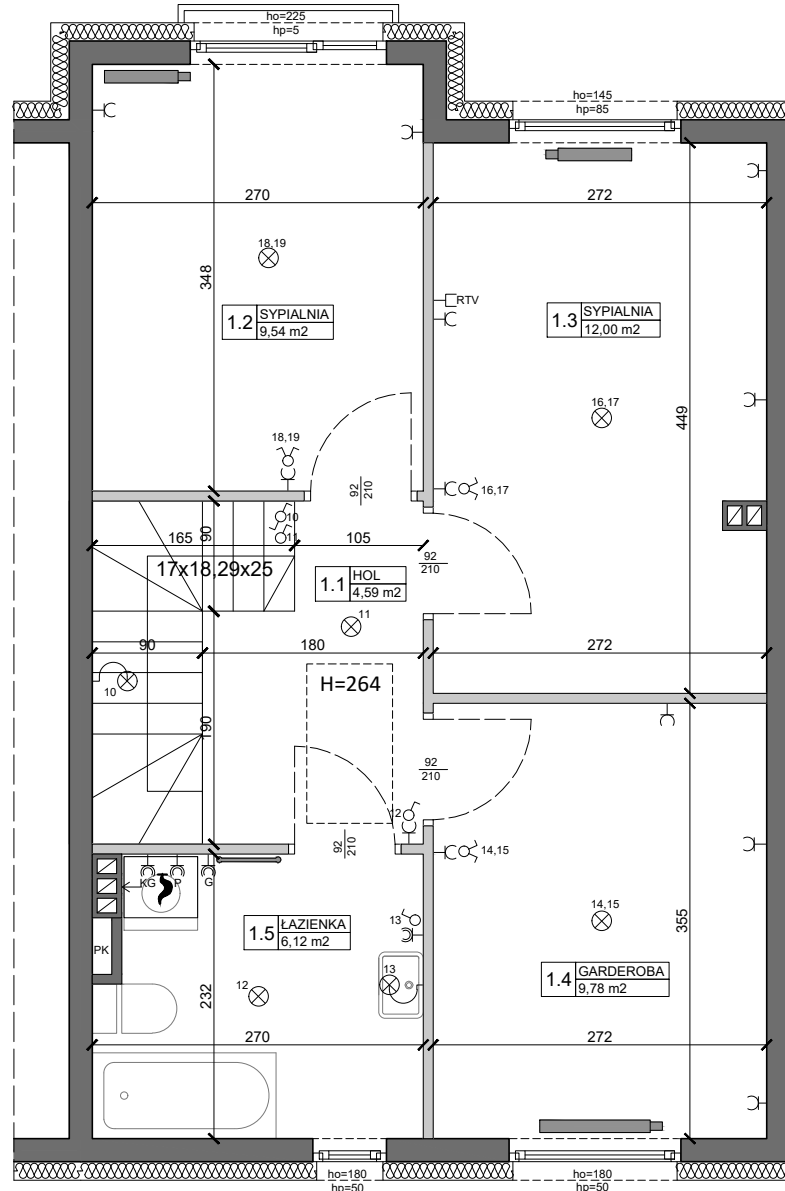 ho=225
hp=5
ho=145
hp=85
270
272
18,19
348
RTV
1.2 SYPIALNIA
9,54 m2
1.3 SYPIALNIA
12,00 m2
16,17
449
18,19
92
210
16,17
90
10
11
165
105
17x18,29x25
92
210
1.1 HOL
4,59 m2
11
90
180
272
10
H=264
190
92
210
12
92
210
14,15
KG
P
G
PK
1.5 ŁAZIENKA
6,12 m2
13
14,15
355
13
12
1.4 GARDEROBA
9,78 m2
232
270
272
ho=180
hp=50
ho=180
hp=50